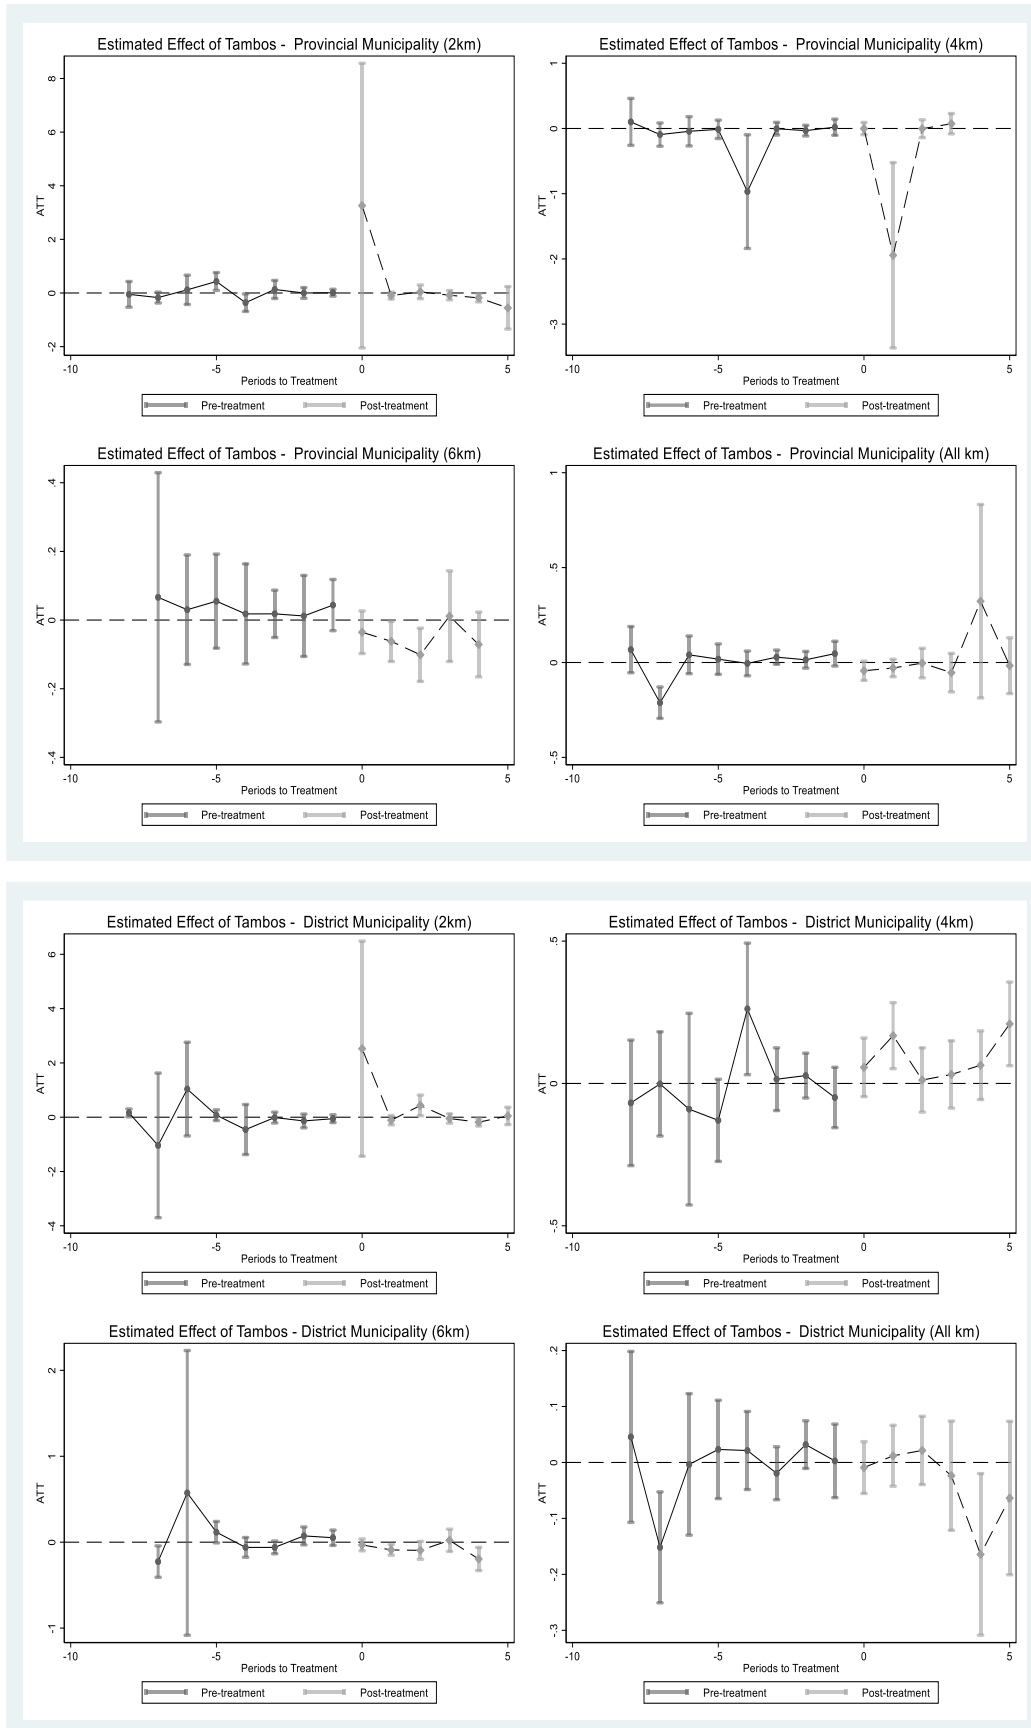 Estimated Effect of Tambos -  Provincial Municipality (2km)
ATT
8
6
4
2
0
-2
-10
-5
0
5
Periods to Treatment
Pre-treatment
Post-treatment
Estimated Effect of Tambos -  Provincial Municipality (4km)
ATT
1
0
-1
-2
-3
-10
-5
0
5
Periods to Treatment
Pre-treatment
Post-treatment
Estimated Effect of Tambos -  Provincial Municipality (6km)
ATT
.4
.2
0
-.2
-.4
-10
-5
0
5
Periods to Treatment
Pre-treatment
Post-treatment
Estimated Effect of Tambos -  Provincial Municipality (All km)
ATT
1
.5
0
-.5
-10
-5
0
5
Periods to Treatment
Pre-treatment
Post-treatment
Estimated Effect of Tambos -  District Municipality (2km)
ATT
6
4
2
0
-2
-4
-10
-5
0
5
Periods to Treatment
Pre-treatment
Post-treatment
Estimated Effect of Tambos -  District Municipality (4km)
ATT
.5
0
-.5
-10
-5
0
5
Periods to Treatment
Pre-treatment
Post-treatment
Estimated Effect of Tambos - District Municipality (6km)
ATT
2
1
0
-1
-10
-5
0
5
Periods to Treatment
Pre-treatment
Post-treatment
Estimated Effect of Tambos -  District Municipality (All km)
ATT
.2
.1
0
-.1
-.2
-.3
-10
-5
0
5
Periods to Treatment
Pre-treatment
Post-treatment